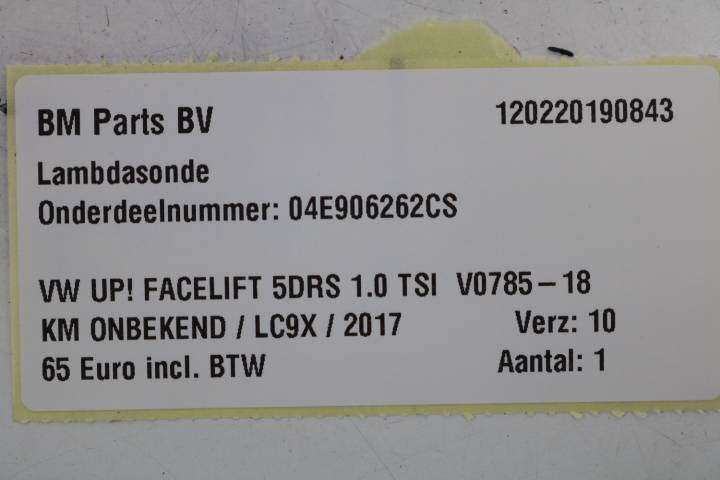 BM Parts BV 120220190843
Lambdasonde
Onderdeelnummer: 04E906262CS
VW UP! FACELIFT 5DRS 1.0 TSI V0785-18
KM ONBEKEND / LC9X / 2017 Verz: 10
65 Euro incl. BTW Aantal: 1